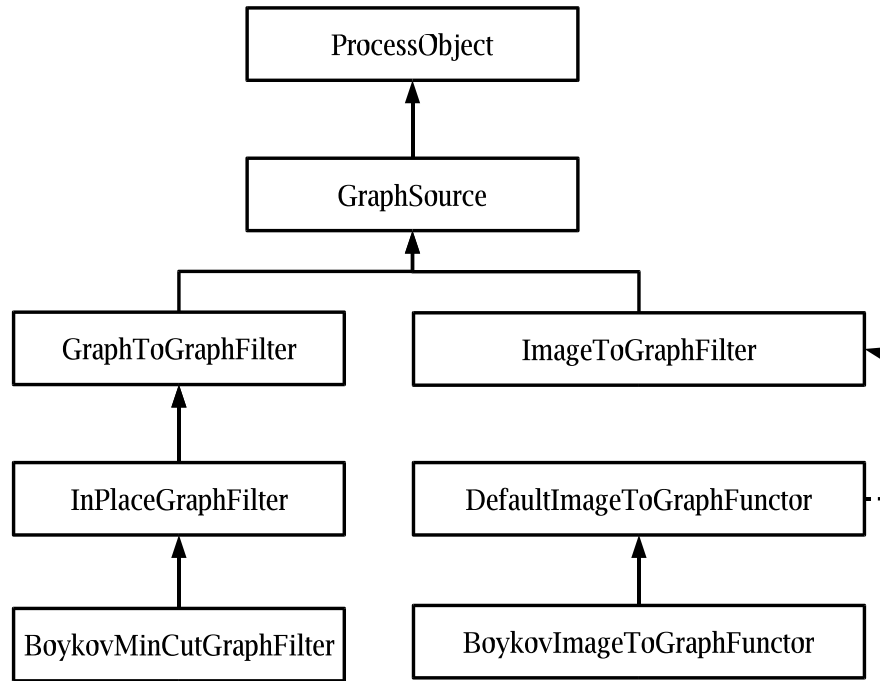 ProcessObject
GraphSource
GraphToGraphFilter
ImageToGraphFilter
InPlaceGraphFilter
DefaultImageToGraphFunctor
BoykovMinCutGraphFilter
BoykovImageToGraphFunctor